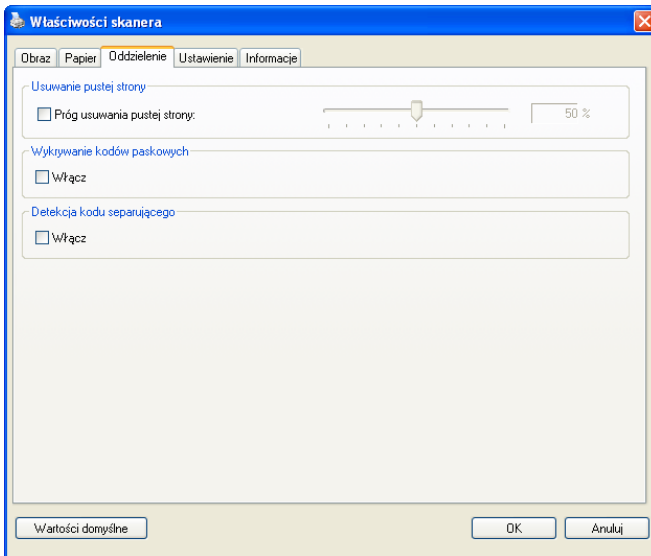 Właściwości skanera
Obraz Papier Oddzielenie Ustawienie Informacje
Usuwanie pustej strony
Próg usuwania pustej strony: 50 %
Wykrywanie kodów paskowych
Włącz
Detekcja kodu separującego
Włącz
Wartości domyślne OK Anuluj